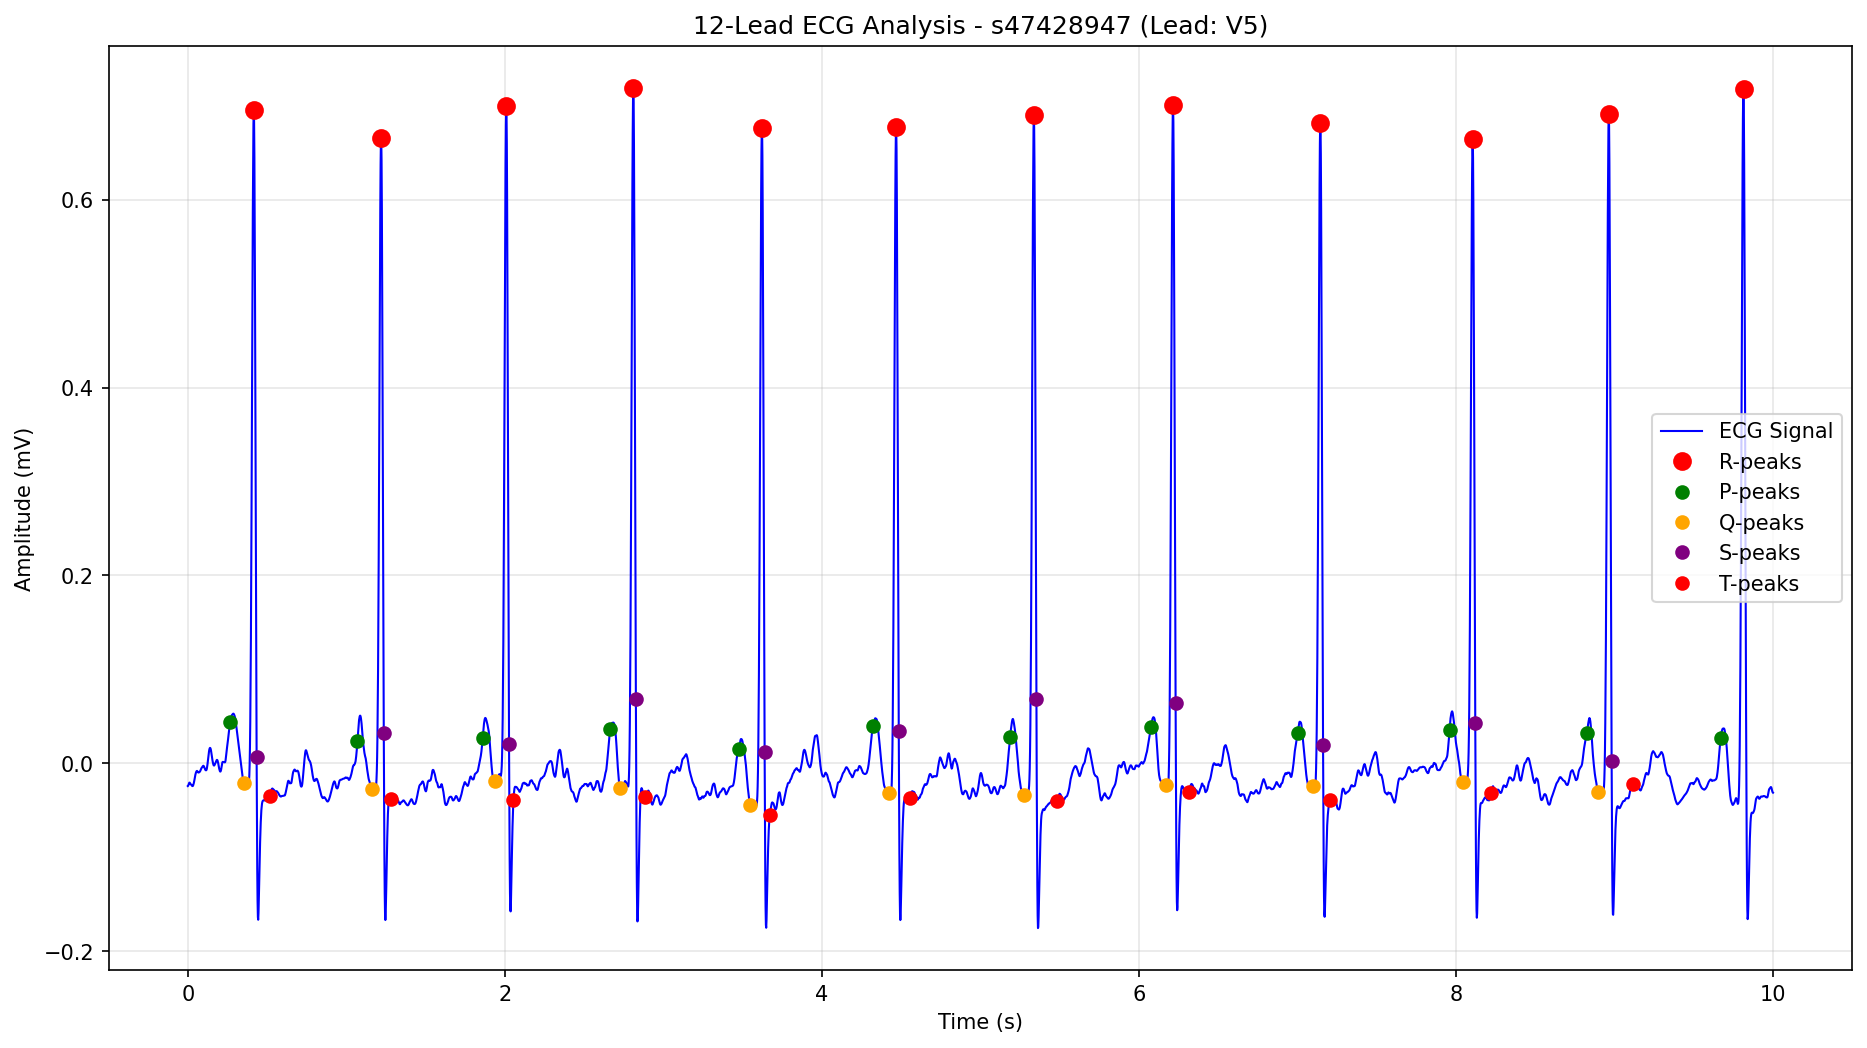 12-Lead ECG Analysis - s47428947 (Lead: V5)
Amplitude (mV)
0.6
0.4
0.2
0.0
−0.2
ECG Signal
R-peaks
P-peaks
Q-peaks
S-peaks
T-peaks
0 2 4 6 8 10
Time (s)